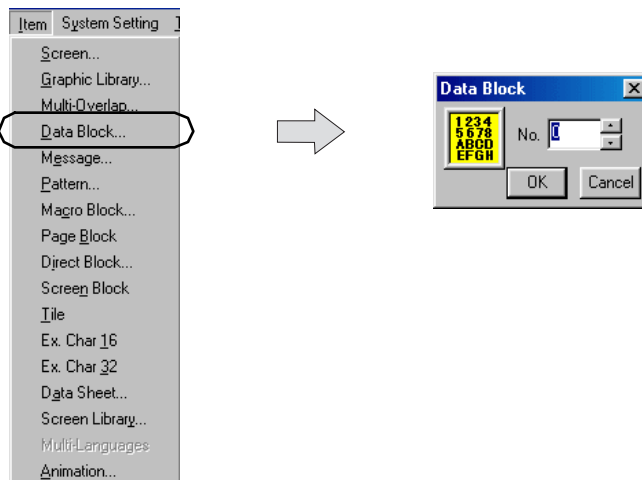 Item System Setting
Screen...
Graphic Library...
Multi-Overlap...
Data Block...
Message...
Pattern...
Macro Block...
Page Block
Direct Block...
Screen Block
Tile
Ex. Char 16
Ex. Char 32
Data Sheet...
Screen Library...
Multi-Languages
Animation...
Data Block
1234
5678
ABCD
EFGH
No. 0
OK Cancel